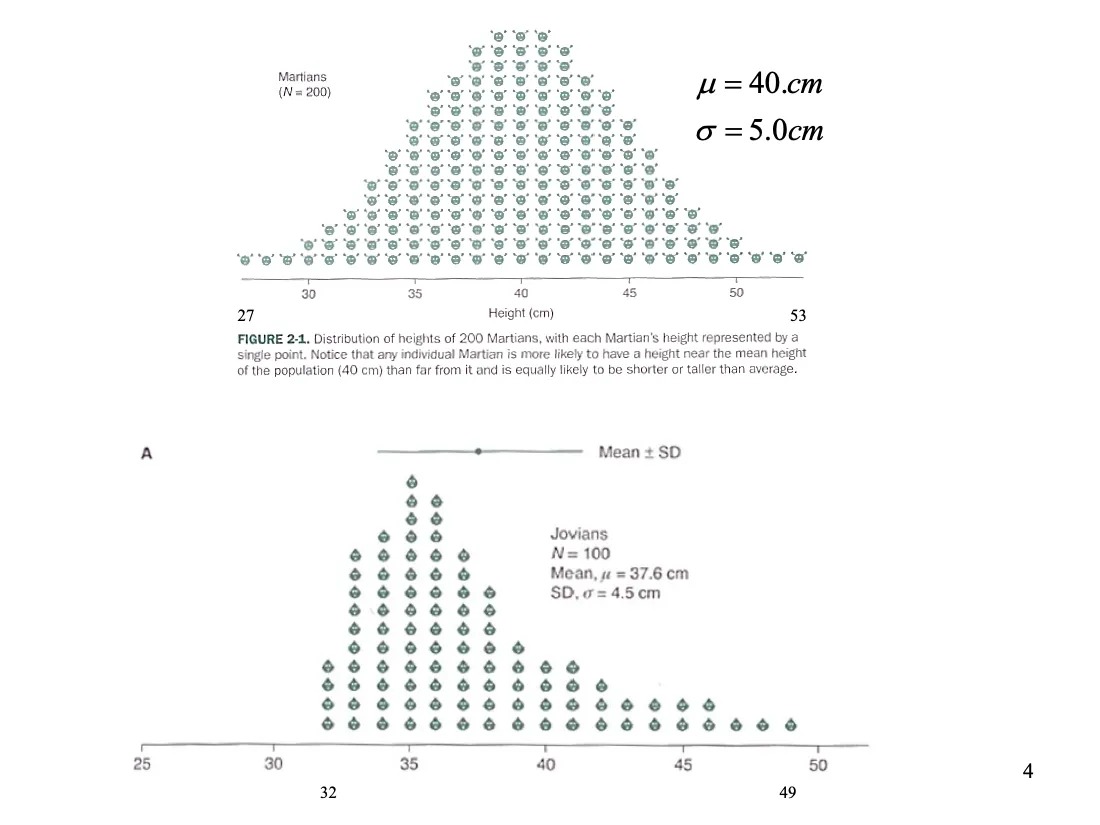 Martians
(N = 200)
μ = 40.cm
σ = 5.0cm
30 35 40 45 50
27 Height (cm) 53
FIGURE 2-1. Distribution of heights of 200 Martians, with each Martian's height represented by a
single point. Notice that any individual Martian is more likely to have a height near the mean height
of the population (40 cm) than far from it and is equally likely to be shorter or taller than average.
A
Mean ± SD
Jovians
N = 100
Mean, μ = 37.6 cm
SD, σ = 4.5 cm
25 30 35 40 45 50
32 49
4